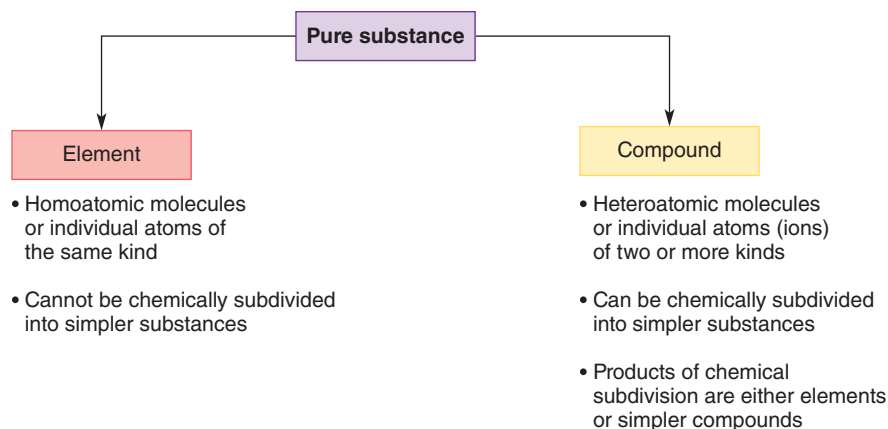 Pure substance
Element
• Homoatomic molecules
or individual atoms of
the same kind
• Cannot be chemically subdivided
into simpler substances
Compound
• Heteroatomic molecules
or individual atoms (ions)
of two or more kinds
• Can be chemically subdivided
into simpler substances
• Products of chemical
subdivision are either elements
or simpler compounds